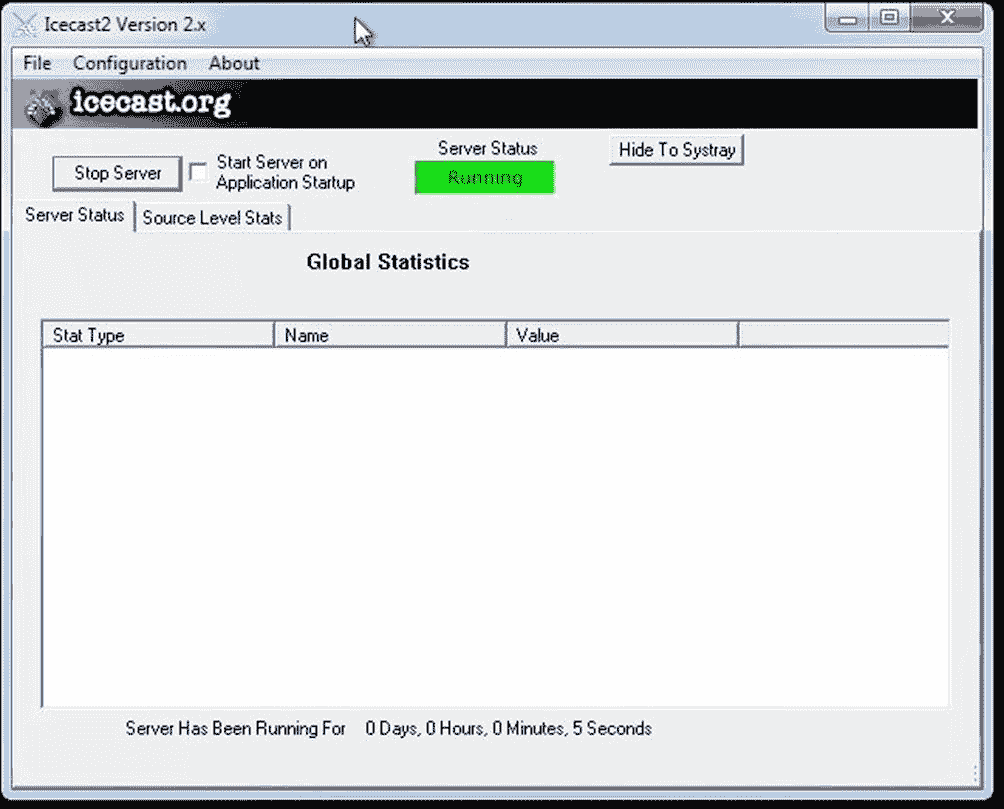 Icecast2 Version 2.x
File Configuration About
icecast.org
Stop Server
Start Server on
Application Startup
Server Status
Running
Hide To Systray
Server Status Source Level Stats
Global Statistics
Stat Type Name Value
Server Has Been Running For 0 Days, 0 Hours, 0 Minutes, 5 Seconds